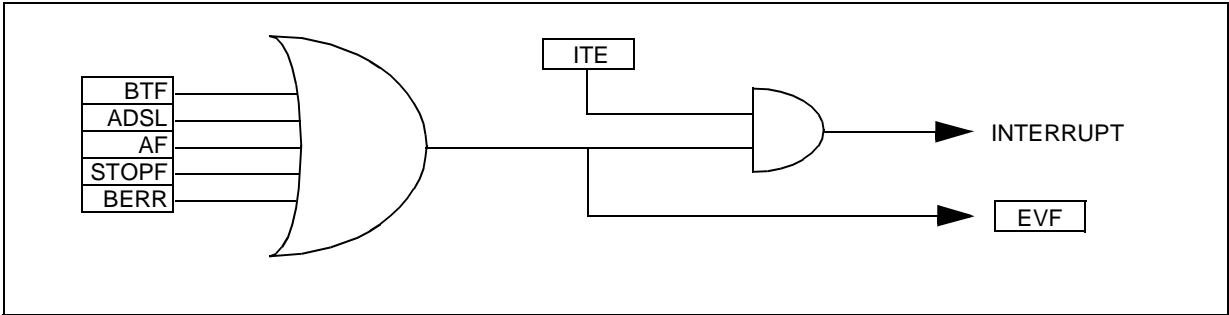 ITE
BTF
ADSL
AF
STOPF
BERR
INTERRUPT
EVF